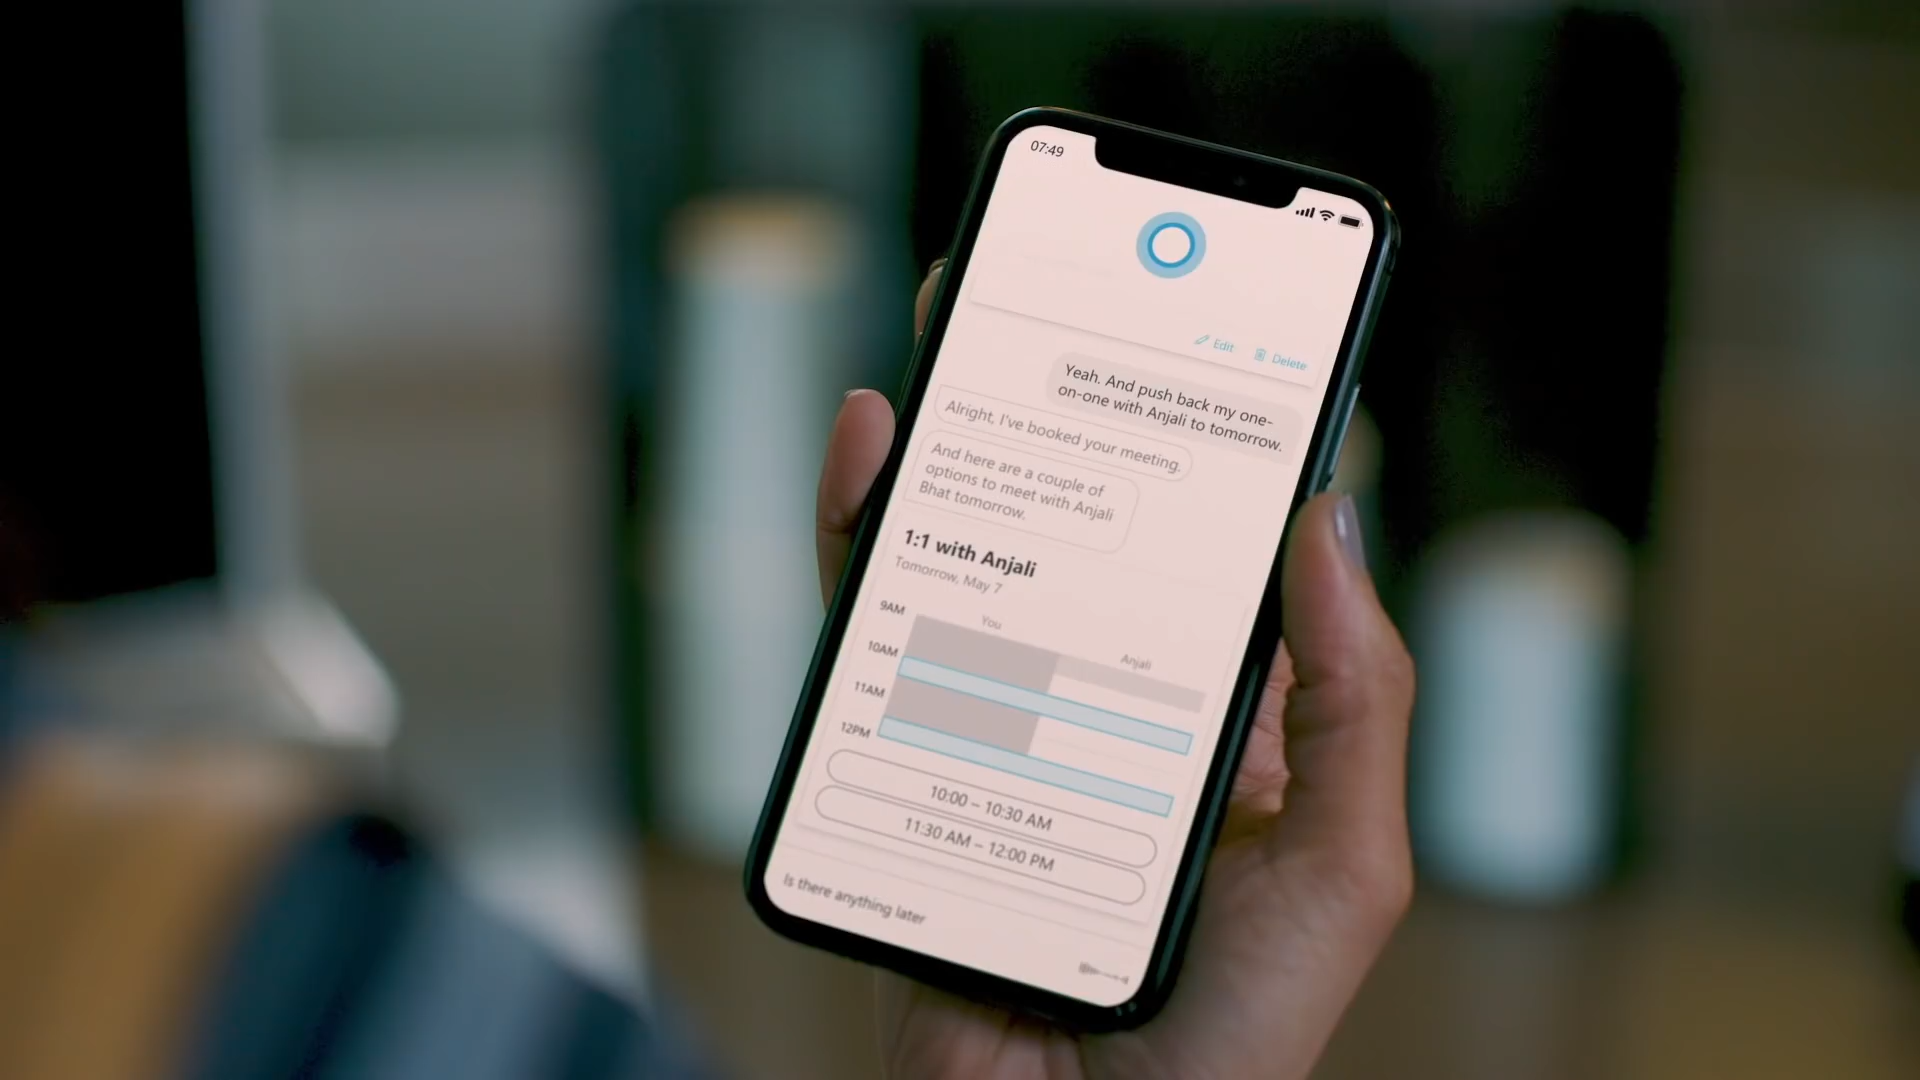 07:49
Edit
Delete
Yeah. And push back my one-
on-one with Anjali to tomorrow.
Alright, I've booked your meeting.
And here are a couple of
options to meet with Anjali
Bhat tomorrow.
1:1 with Anjali
Tomorrow, May 7
You
Anjali
9AM
10AM
11AM
12PM
10:00 – 10:30 AM
11:30 AM – 12:00 PM
Is there anything later